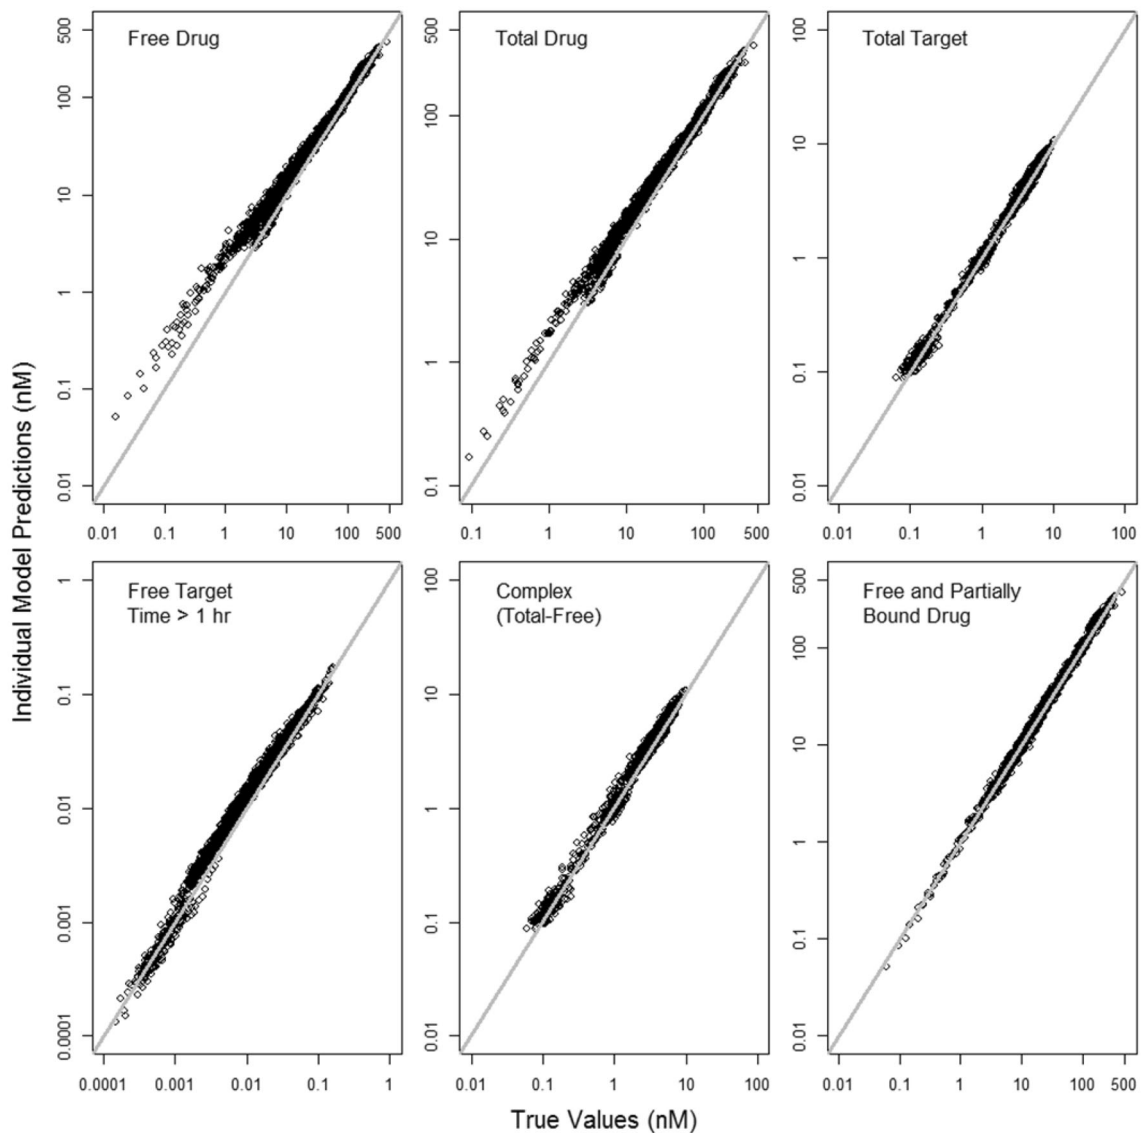 Individual Model Predictions (nM)
Free Drug
500
100
10
1
0.1
0.01
0.01 0.1 1 10 100 500
Total Drug
500
100
10
1
0.1
0.1 1 10 100 500
Total Target
100
10
1
0.1
0.01
0.01 0.1 1 10 100
Free Target
Time > 1 hr
1
0.1
0.01
0.001
0.0001
0.0001 0.001 0.01 0.1 1
Complex
(Total-Free)
100
10
1
0.1
0.01
0.01 0.1 1 10 100
Free and Partially
Bound Drug
500
100
10
1
0.1
0.01
0.01 0.1 1 10 100 500
True Values (nM)